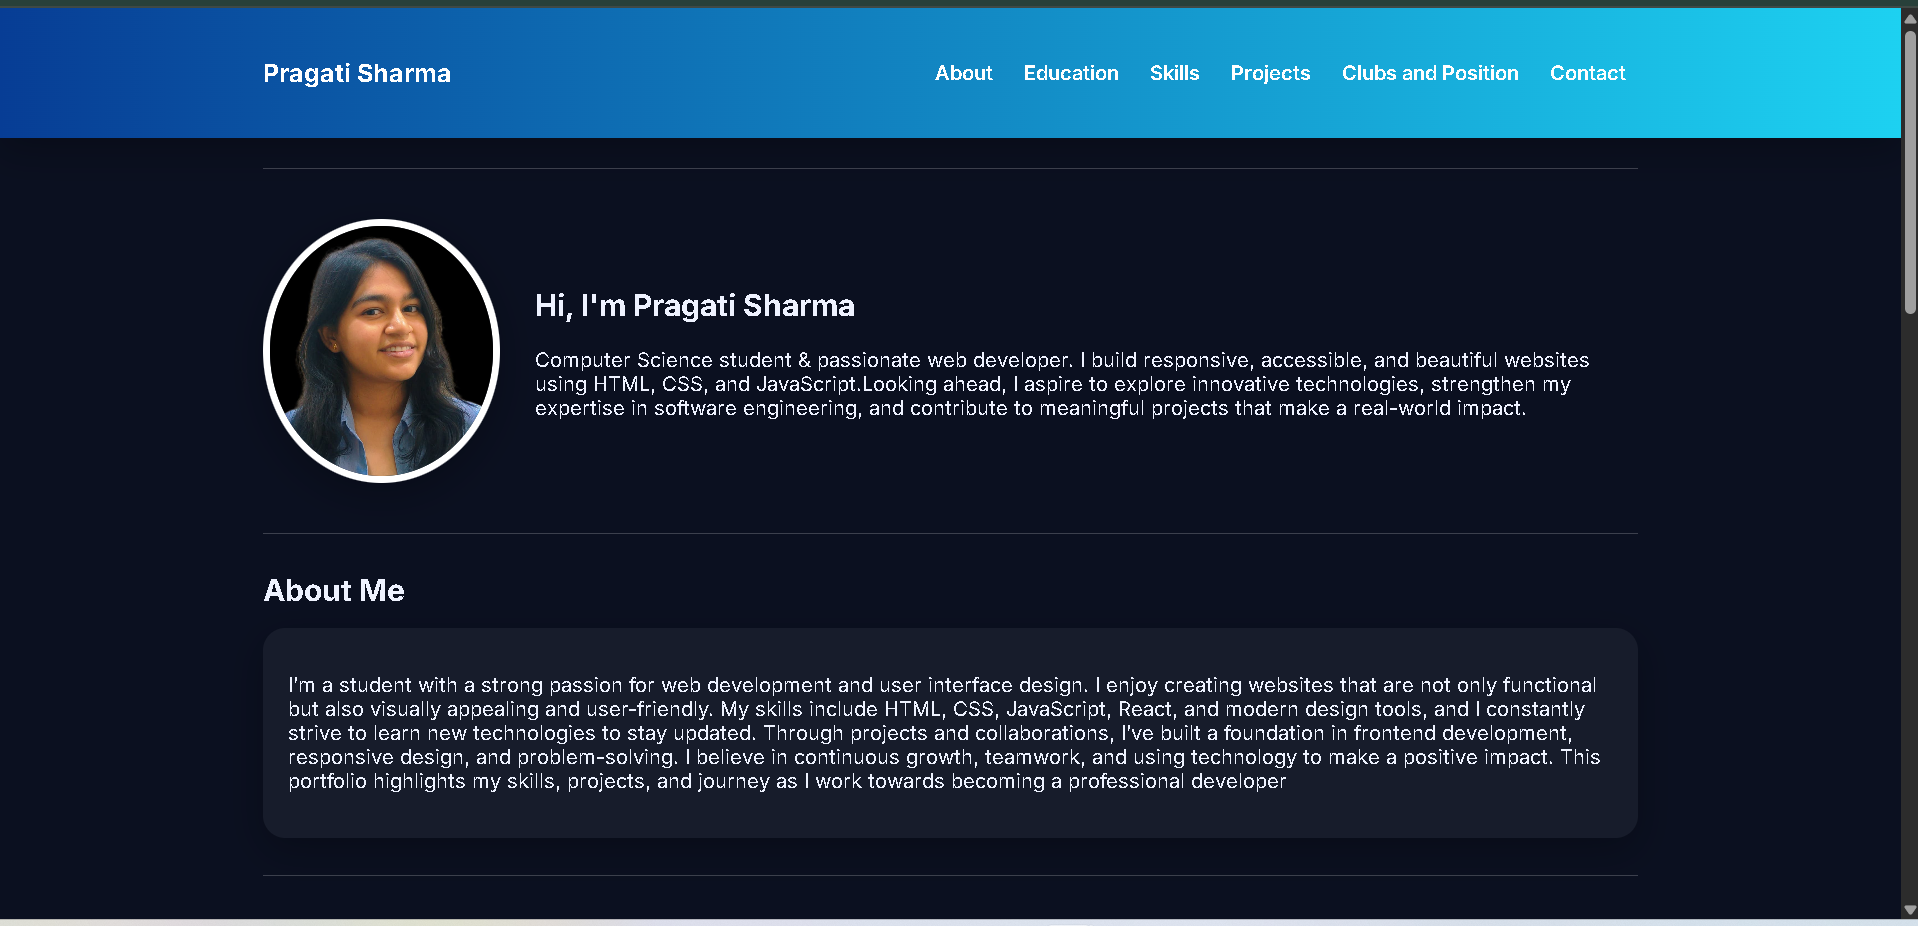 Pragati Sharma
About Education Skills Projects Clubs and Position Contact
Hi, I'm Pragati Sharma
Computer Science student & passionate web developer. I build responsive, accessible, and beautiful websites
using HTML, CSS, and JavaScript.Looking ahead, I aspire to explore innovative technologies, strengthen my
expertise in software engineering, and contribute to meaningful projects that make a real-world impact.
About Me
I'm a student with a strong passion for web development and user interface design. I enjoy creating websites that are not only functional
but also visually appealing and user-friendly. My skills include HTML, CSS, JavaScript, React, and modern design tools, and I constantly
strive to learn new technologies to stay updated. Through projects and collaborations, I've built a foundation in frontend development,
responsive design, and problem-solving. I believe in continuous growth, teamwork, and using technology to make a positive impact. This
portfolio highlights my skills, projects, and journey as I work towards becoming a professional developer